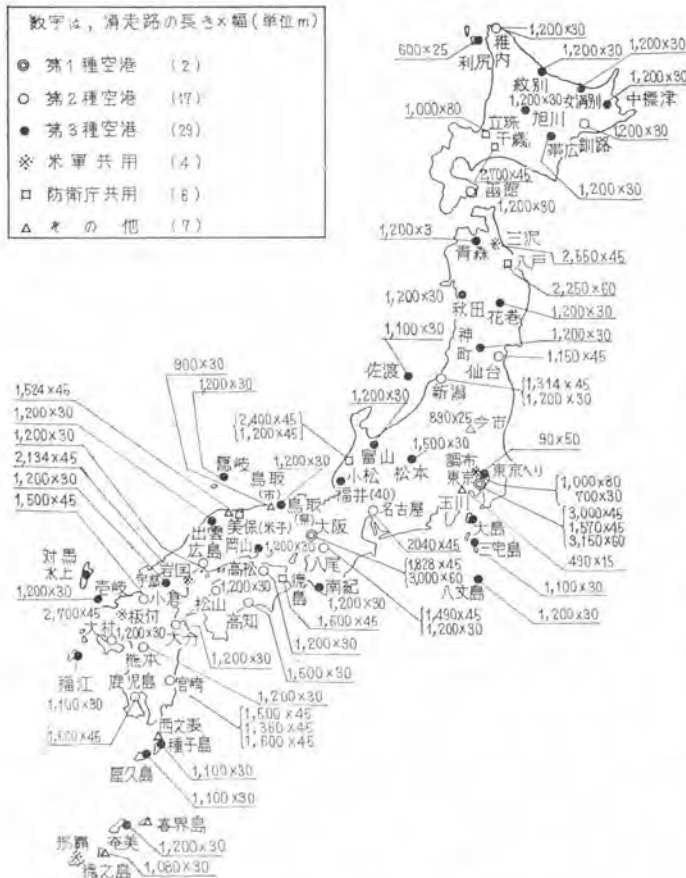 数字は, 滑走路の長さ×幅(単位m)
◎ 第1種空港 (2)
○ 第2種空港 (17)
● 第3種空港 (29)
※ 米軍共用 (4)
□ 防衛庁共用 (6)
△ その他 (7)
1,200×30
600×25
稚内
利尻
1,200×30
1,200×30
紋別
1,200×30
女満別
中標津
1,200×30
旭川
1,000×80
立珠
千歳
帯広
釧路
1,200×30
2,700×45
函館
1,200×30
1,200×30
1,200×3
青森
三沢
2,550×45
八戸
2,250×60
1,200×30
秋田
花巻
1,200×30
1,100×30
神町
1,200×30
佐渡
仙台
1,150×45
新潟
1,314×45
1,200×30
1,200×30
890×25
今市
900×30
1,200×30
1,524×45
1,200×30
1,200×30
2,134×45
1,200×30
1,500×45
2,400×45
1,200×45
富山
1,500×30
松本
小松
福井(40)
90×50
調布
東京
東京ヘリ
1,000×80
700×30
3,000×45
1,570×45
3,150×60
玉川
490×15
大島
三宅島
1,100×30
八丈島
1,200×30
隠岐
鳥取
(市)
1,200×30
鳥取
(県)
美保(米子)
出雲
大阪
名古屋
2040×45
1,828×45
3,000×60
八尾
1,490×45
1,200×30
岡山
1,200×30
広島
岩国
高松
徳島
南紀
1,200×30
1,600×45
1,200×30
1,200×30
松山
高知
1,500×30
対馬
水上
1,200×30
壱岐
小倉
2,700×45
板付
大村
1,200×30
大分
1,200×30
熊本
1,200×30
福江
1,100×30
鹿児島
宮崎
1,500×45
1,360×45
1,600×45
西之表
種子島
1,100×30
屋久島
1,100×30
喜界島
奄美
1,200×30
那覇
徳之島
1,080×30